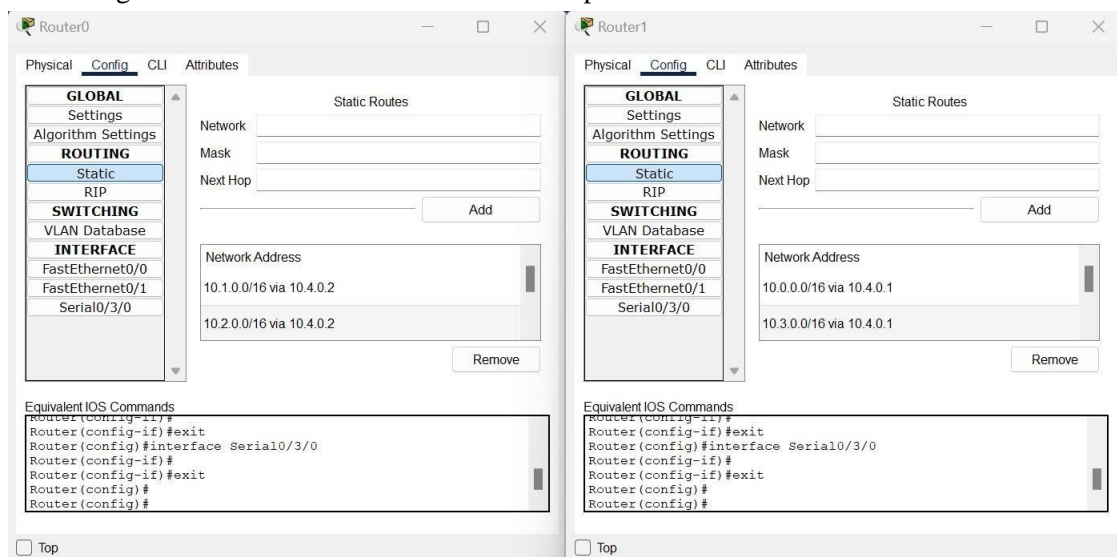 Router0
Physical Config CLI Attributes
GLOBAL
Settings
Algorithm Settings
ROUTING
Static
RIP
SWITCHING
VLAN Database
INTERFACE
FastEthernet0/0
FastEthernet0/1
Serial0/3/0
Static Routes
Network
Mask
Next Hop
Add
Network Address
10.1.0.0/16 via 10.4.0.2
10.2.0.0/16 via 10.4.0.2
Remove
Equivalent IOS Commands
Router(config-if)#
Router(config-if)#exit
Router(config)#interface Serial0/3/0
Router(config-if)#
Router(config-if)#exit
Router(config)#
Router(config)#
Top
Router1
Physical Config CLI Attributes
GLOBAL
Settings
Algorithm Settings
ROUTING
Static
RIP
SWITCHING
VLAN Database
INTERFACE
FastEthernet0/0
FastEthernet0/1
Serial0/3/0
Static Routes
Network
Mask
Next Hop
Add
Network Address
10.0.0.0/16 via 10.4.0.1
10.3.0.0/16 via 10.4.0.1
Remove
Equivalent IOS Commands
Router(config-if)#
Router(config-if)#exit
Router(config)#interface Serial0/3/0
Router(config-if)#
Router(config-if)#exit
Router(config)#
Router(config)#
Top